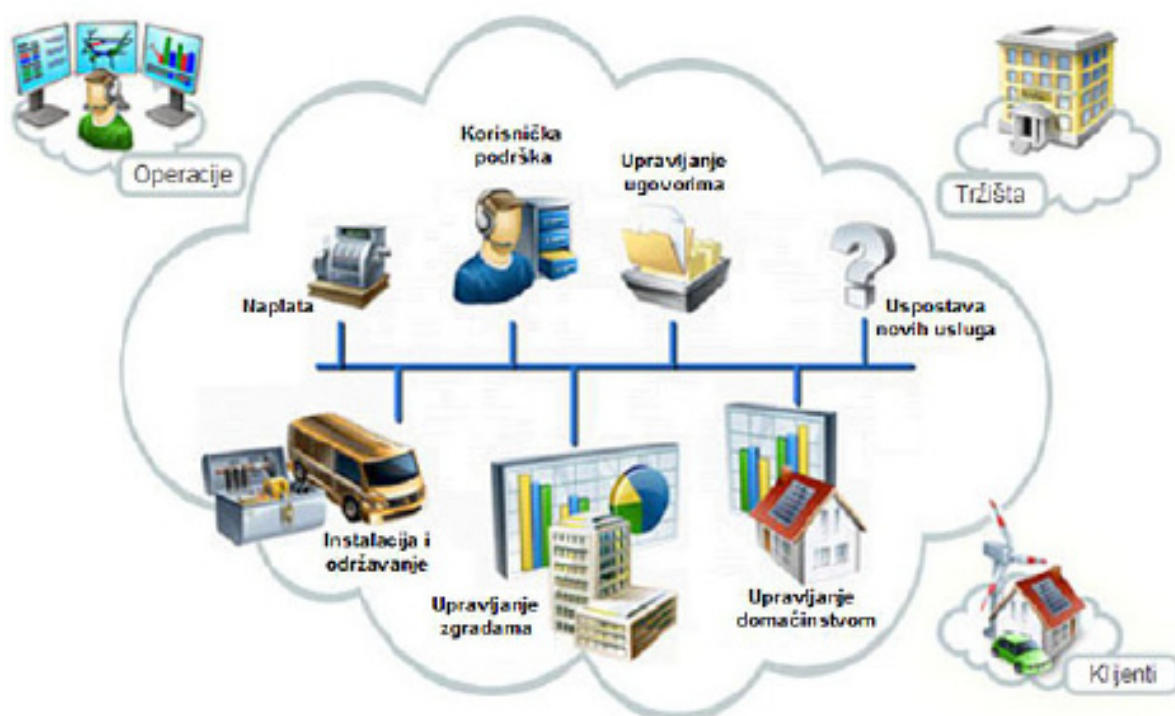 Operacije
Tržišta
Korisnička
podrška
Upravljanje
ugovorima
Naplata
Uspostava
novih usluga
Instalacija i
održavanje
Upravljanje
zgradama
Upravljanje
domaćinstvom
Klijenti